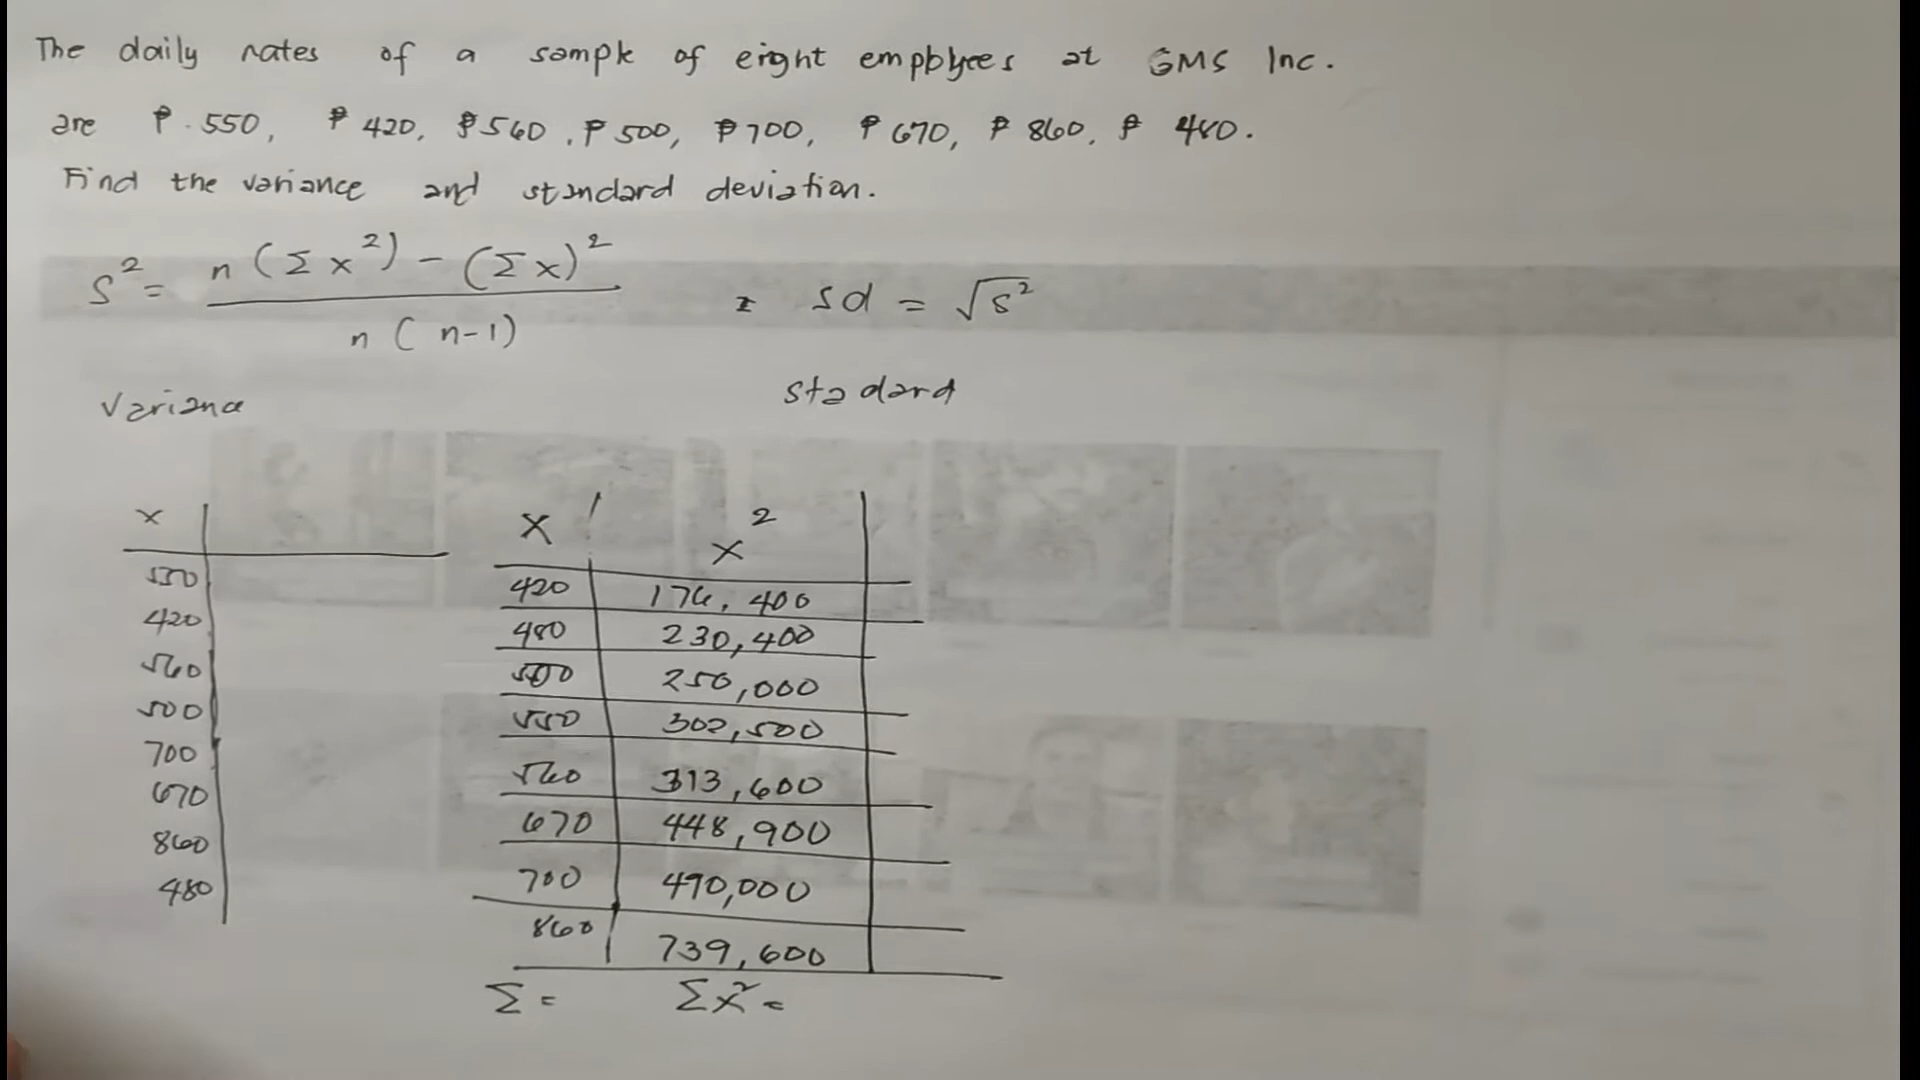 The daily rates of a sample of eight employees at GMS Inc.
are ₱ 550, ₱ 420, ₱ 560, ₱ 500, ₱ 700, ₱ 670, ₱ 860, ₱ 480.
Find the variance and standard deviation.
s² = n(Σx²) - (Σx)² / n(n-1)
sd = √s²
Variance
stadard
x
550
420
560
500
700
670
860
480
X x²
420 176,400
480 230,400
500 250,000
550 302,500
560 313,600
670 448,900
700 490,000
860 739,600
Σ = Σx² =